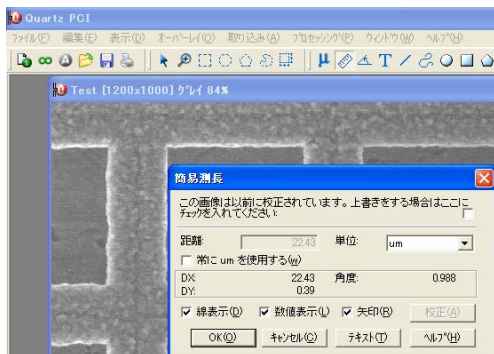 Quartz PCI
ファイル(F) 編集(E) 表示(D) オーバーレイ(O) 取り込み(A) プロセッシング(P) ウィンドウ(W) ヘルプ(H)
Test [1200x1000] グレイ 84%
簡易測長
この画像は以前に校正されています。上書きをする場合はここに
チェックを入れてください:
距離: 22.43 単位: um
常に um を使用する(w)
DX: 22.43 角度: 0.988
DY: 0.39
線表示(D) 数値表示(L) 矢印(R) 校正(A)
OK(O) キャンセル(C) テキスト(T) ヘルプ(H)